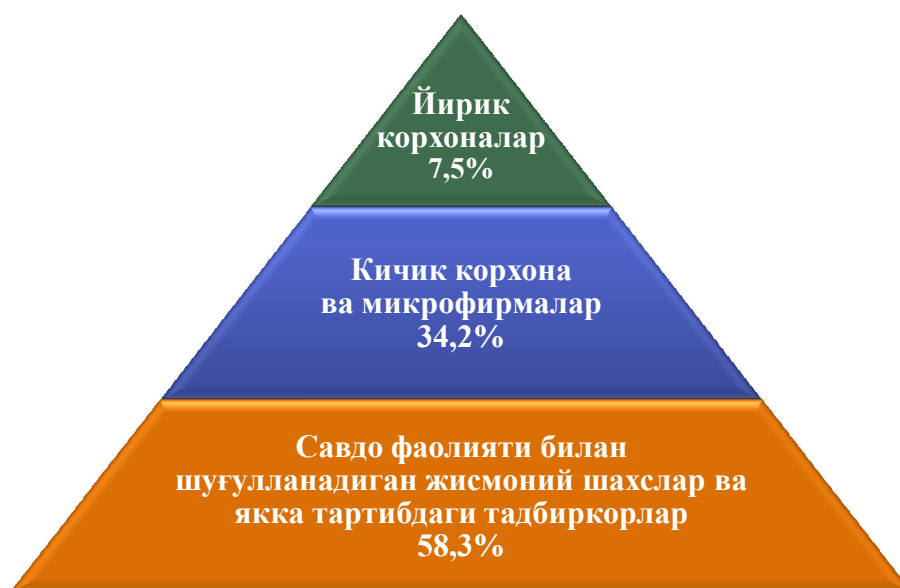 Йирик
корхоналар
7,5%
Кичик корхона
ва микрофирмалар
34,2%
Савдо фаолияти билан
шуғулланадиган жисмоний шахслар ва
якка тартибдаги тадбиркорлар
58,3%